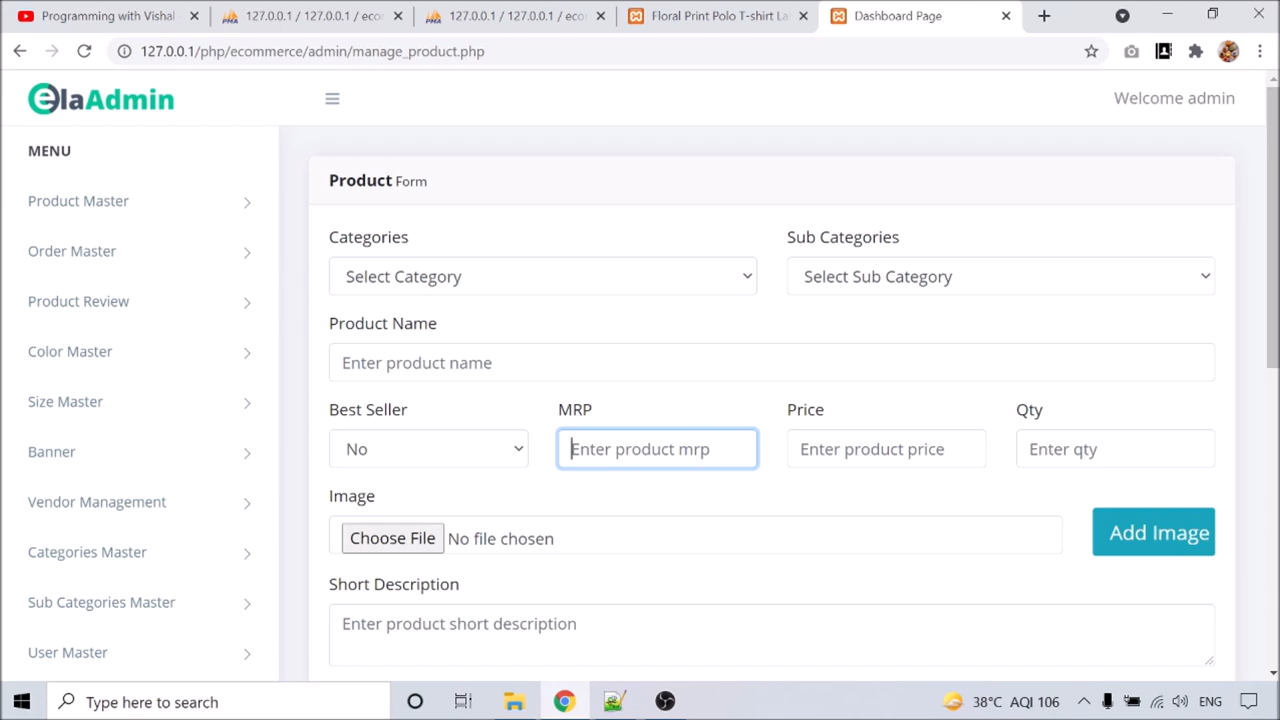 Programming with Vishal
127.0.0.1 / 127.0.0.1 / eco
127.0.0.1 / 127.0.0.1 / eco
Floral Print Polo T-shirt La
Dashboard Page
127.0.0.1/php/ecommerce/admin/manage_product.php
elaAdmin
Welcome admin
MENU
Product Master
Order Master
Product Review
Color Master
Size Master
Banner
Vendor Management
Categories Master
Sub Categories Master
User Master
Product Form
Categories
Sub Categories
Select Category
Select Sub Category
Product Name
Enter product name
Best Seller
MRP
Price
Qty
No
Enter product mrp
Enter product price
Enter qty
Image
Choose File No file chosen
Add Image
Short Description
Enter product short description
Type here to search
38°C AQI 106
ENG